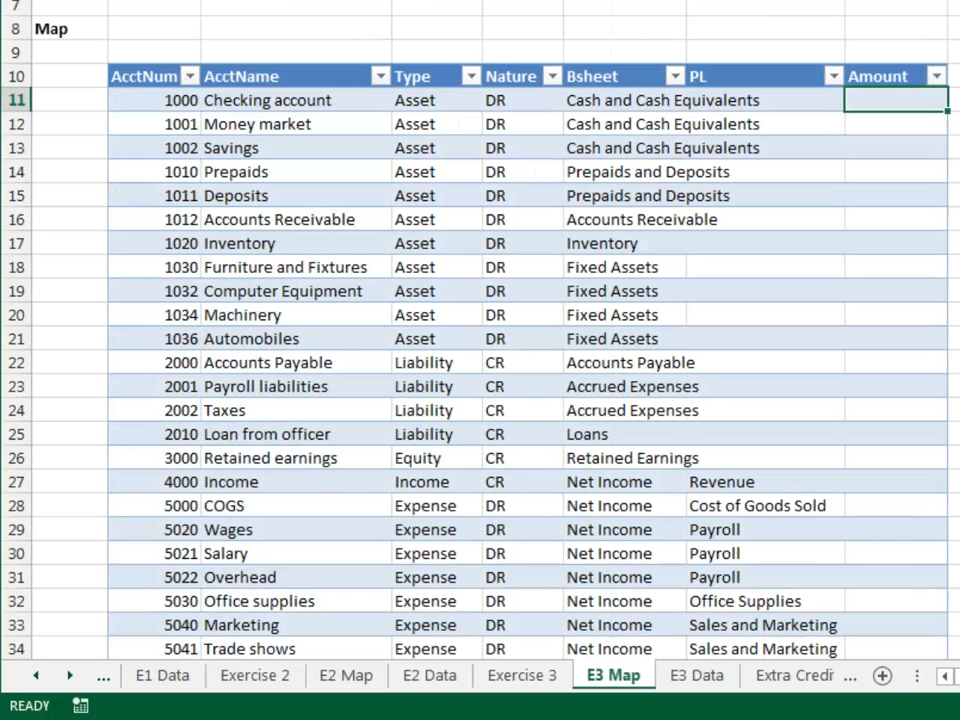 7
8 Map
9
10 AcctNum AcctName Type Nature Bsheet PL Amount
11 1000 Checking account Asset DR Cash and Cash Equivalents
12 1001 Money market Asset DR Cash and Cash Equivalents
13 1002 Savings Asset DR Cash and Cash Equivalents
14 1010 Prepaids Asset DR Prepaids and Deposits
15 1011 Deposits Asset DR Prepaids and Deposits
16 1012 Accounts Receivable Asset DR Accounts Receivable
17 1020 Inventory Asset DR Inventory
18 1030 Furniture and Fixtures Asset DR Fixed Assets
19 1032 Computer Equipment Asset DR Fixed Assets
20 1034 Machinery Asset DR Fixed Assets
21 1036 Automobiles Asset DR Fixed Assets
22 2000 Accounts Payable Liability CR Accounts Payable
23 2001 Payroll liabilities Liability CR Accrued Expenses
24 2002 Taxes Liability CR Accrued Expenses
25 2010 Loan from officer Liability CR Loans
26 3000 Retained earnings Equity CR Retained Earnings
27 4000 Income Income CR Net Income Revenue
28 5000 COGS Expense DR Net Income Cost of Goods Sold
29 5020 Wages Expense DR Net Income Payroll
30 5021 Salary Expense DR Net Income Payroll
31 5022 Overhead Expense DR Net Income Payroll
32 5030 Office supplies Expense DR Net Income Office Supplies
33 5040 Marketing Expense DR Net Income Sales and Marketing
34 5041 Trade shows Expense DR Net Income Sales and Marketing
... E1 Data Exercise 2 E2 Map E2 Data Exercise 3 E3 Map E3 Data Extra Credi ...
READY